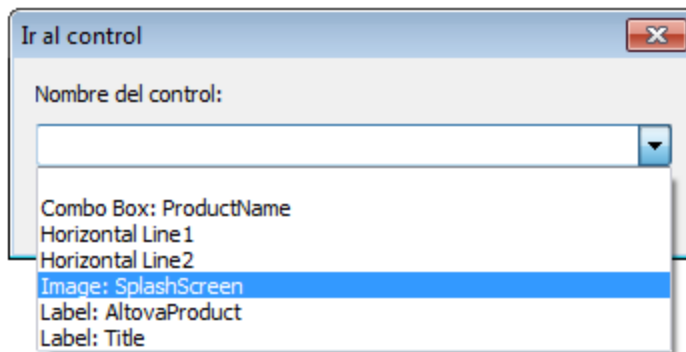 Ir al control
Nombre del control:
Combo Box: ProductName
Horizontal Line1
Horizontal Line2
Image: SplashScreen
Label: AltovaProduct
Label: Title